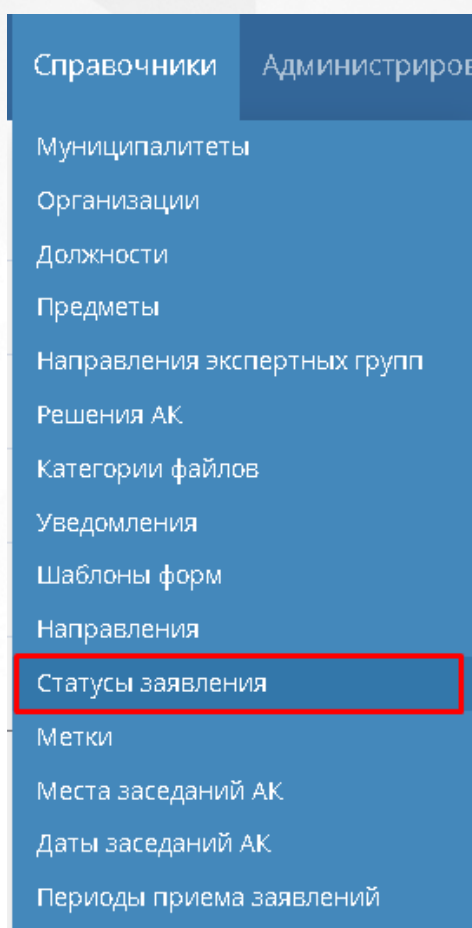 Справочники Администриров
Муниципалитеты
Организации
Должности
Предметы
Направления экспертных групп
Решения АК
Категории файлов
Уведомления
Шаблоны форм
Направления
Статусы заявления
Метки
Места заседаний АК
Даты заседаний АК
Периоды приема заявлений